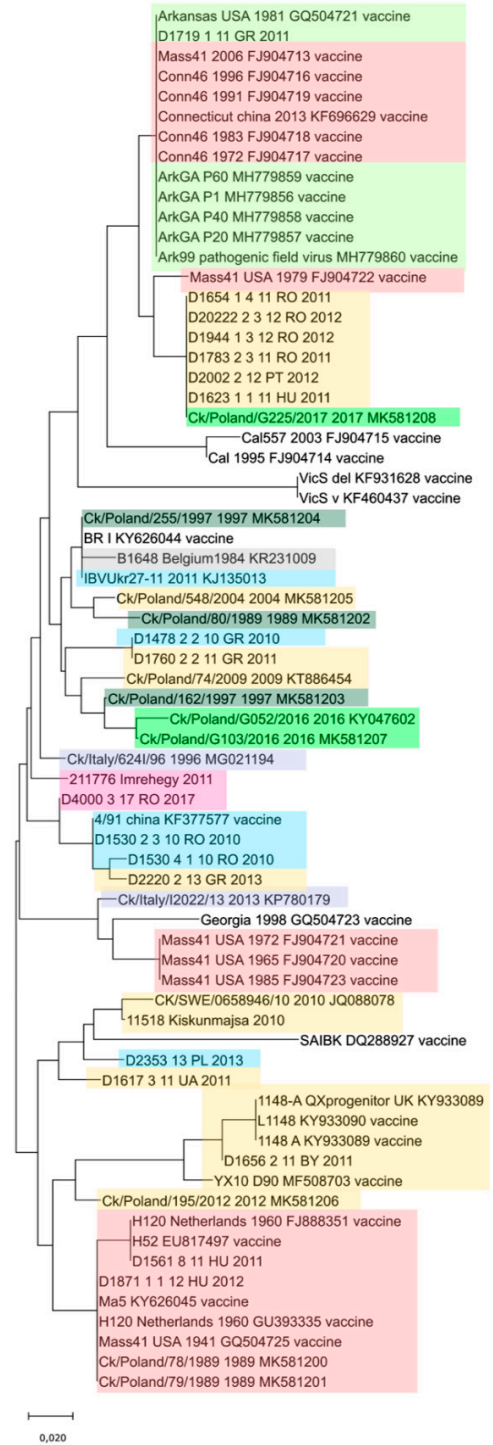 Arkansas USA 1981 GQ504721 vaccine
D1719 1 11 GR 2011
Mass41 2006 FJ904713 vaccine
Conn46 1996 FJ904716 vaccine
Conn46 1991 FJ904719 vaccine
Connecticut china 2013 KF696629 vaccine
Conn46 1983 FJ904718 vaccine
Conn46 1972 FJ904717 vaccine
ArkGA P60 MH779859 vaccine
ArkGA P1 MH779856 vaccine
ArkGA P40 MH779858 vaccine
ArkGA P20 MH779857 vaccine
Ark99 pathogenic field virus MH779860 vaccine
Mass41 USA 1979 FJ904722 vaccine
D1654 1 4 11 RO 2011
D20222 2 3 12 RO 2012
D1944 1 3 12 RO 2012
D1783 2 3 11 RO 2011
D2002 2 12 PT 2012
D1623 1 1 11 HU 2011
Ck/Poland/G225/2017 2017 MK581208
Cal557 2003 FJ904715 vaccine
Cal 1995 FJ904714 vaccine
VicS del KF931628 vaccine
VicS v KF460437 vaccine
Ck/Poland/255/1997 1997 MK581204
BR I KY626044 vaccine
B1648 Belgium1984 KR231009
IBVUkr27-11 2011 KJ135013
Ck/Poland/548/2004 2004 MK581205
Ck/Poland/80/1989 1989 MK581202
D1478 2 2 10 GR 2010
D1760 2 2 11 GR 2011
Ck/Poland/74/2009 2009 KT886454
Ck/Poland/162/1997 1997 MK581203
Ck/Poland/G052/2016 2016 KY047602
Ck/Poland/G103/2016 2016 MK581207
Ck/Italy/624I/96 1996 MG021194
211776 Imrehegy 2011
D4000 3 17 RO 2017
4/91 china KF377577 vaccine
D1530 2 3 10 RO 2010
D1530 4 1 10 RO 2010
D2220 2 13 GR 2013
Ck/Italy/I2022/13 2013 KP780179
Georgia 1998 GQ504723 vaccine
Mass41 USA 1972 FJ904721 vaccine
Mass41 USA 1965 FJ904720 vaccine
Mass41 USA 1985 FJ904723 vaccine
CK/SWE/0658946/10 2010 JQ088078
11518 Kiskunmajsa 2010
SAIBK DQ288927 vaccine
D2353 13 PL 2013
D1617 3 11 UA 2011
1148-A QXprogenitor UK KY933089
L1148 KY933090 vaccine
1148 A KY933089 vaccine
D1656 2 11 BY 2011
YX10 D90 MF508703 vaccine
Ck/Poland/195/2012 2012 MK581206
H120 Netherlands 1960 FJ888351 vaccine
H52 EU817497 vaccine
D1561 8 11 HU 2011
D1871 1 1 12 HU 2012
Ma5 KY626045 vaccine
H120 Netherlands 1960 GU393335 vaccine
Mass41 USA 1941 GQ504725 vaccine
Ck/Poland/78/1989 1989 MK581200
Ck/Poland/79/1989 1989 MK581201
0,020